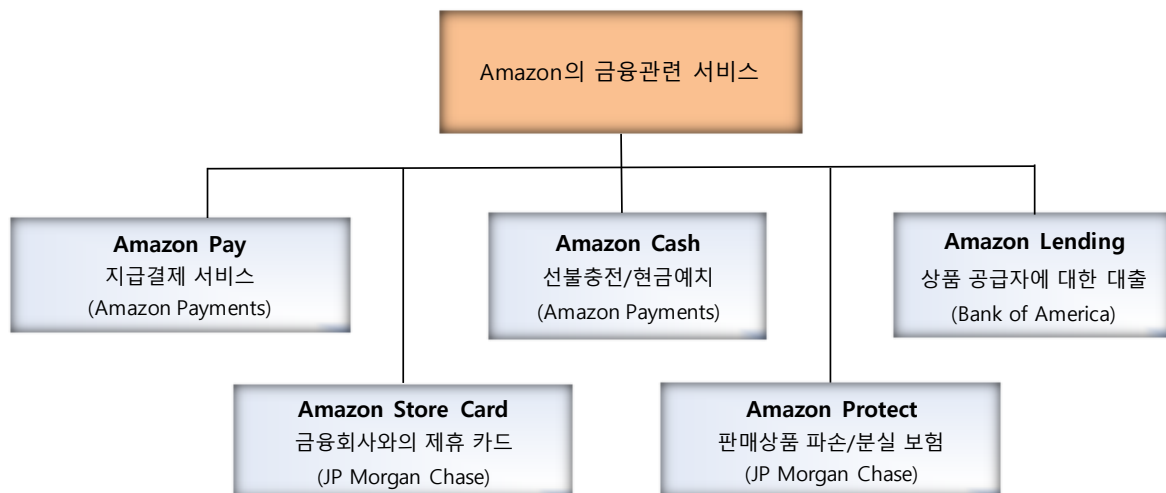 Amazon의 금융관련 서비스
Amazon Pay
지급결제 서비스
(Amazon Payments)
Amazon Cash
선불충전/현금예치
(Amazon Payments)
Amazon Lending
상품 공급자에 대한 대출
(Bank of America)
Amazon Store Card
금융회사와의 제휴 카드
(JP Morgan Chase)
Amazon Protect
판매상품 파손/분실 보험
(JP Morgan Chase)